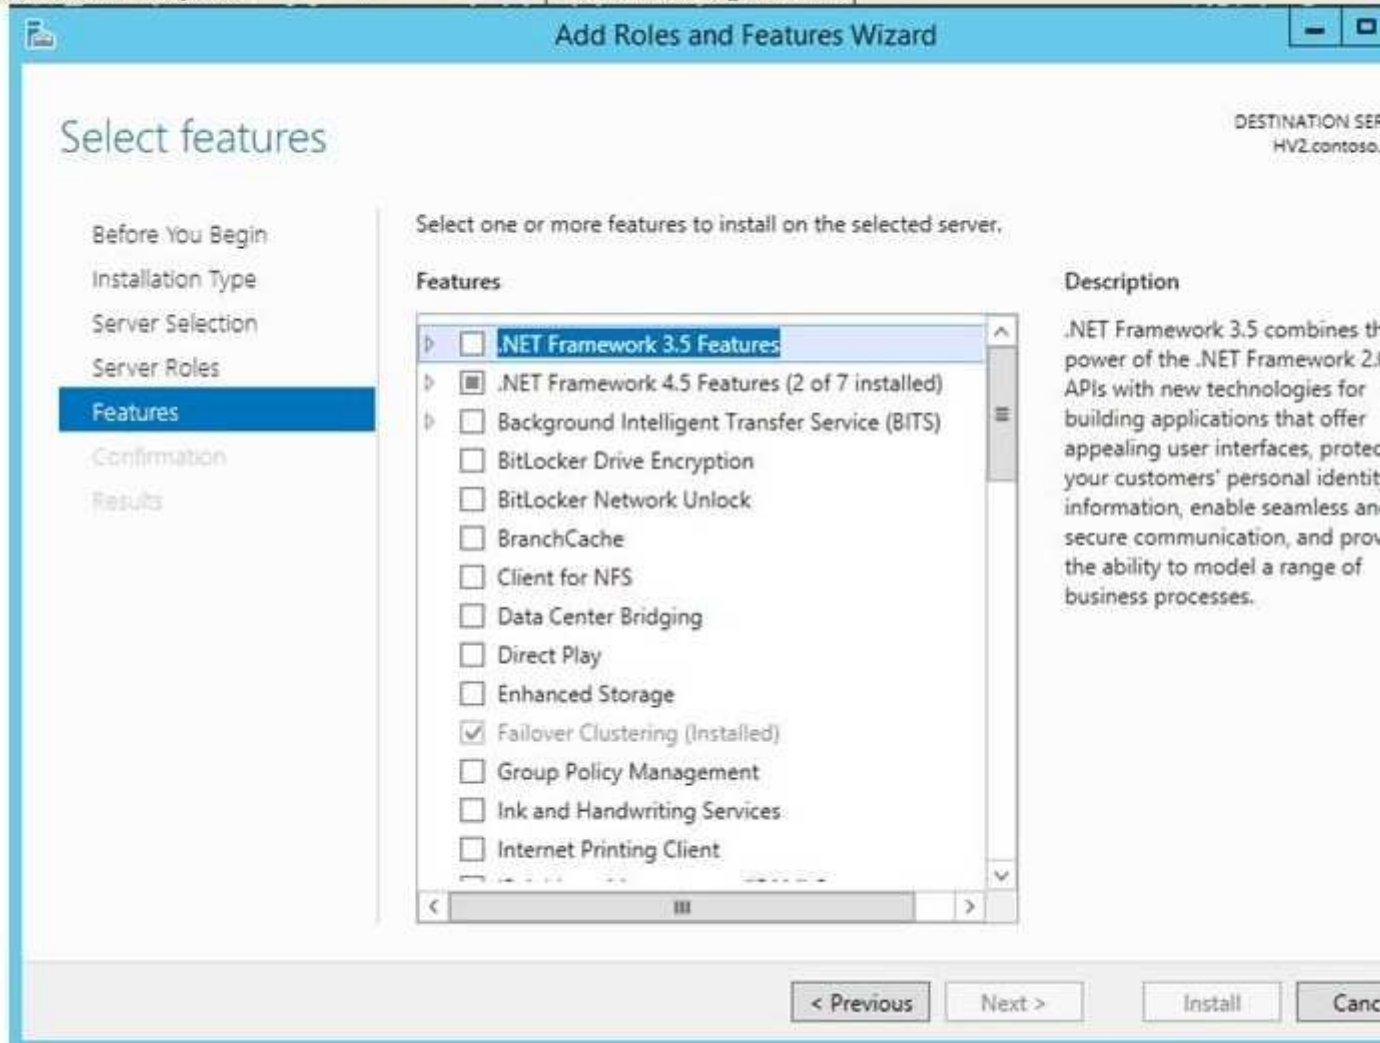 Add Roles and Features Wizard
Select features
DESTINATION SER
HV2.contoso.
Before You Begin
Installation Type
Server Selection
Server Roles
Features
Confirmation
Results
Select one or more features to install on the selected server.
Features
.NET Framework 3.5 Features
.NET Framework 4.5 Features (2 of 7 installed)
Background Intelligent Transfer Service (BITS)
BitLocker Drive Encryption
BitLocker Network Unlock
BranchCache
Client for NFS
Data Center Bridging
Direct Play
Enhanced Storage
Failover Clustering (Installed)
Group Policy Management
Ink and Handwriting Services
Internet Printing Client
Description
.NET Framework 3.5 combines th
power of the .NET Framework 2.0
APIs with new technologies for
building applications that offer
appealing user interfaces, protec
your customers' personal identit
information, enable seamless an
secure communication, and prov
the ability to model a range of
business processes.
< Previous
Next >
Install
Canc